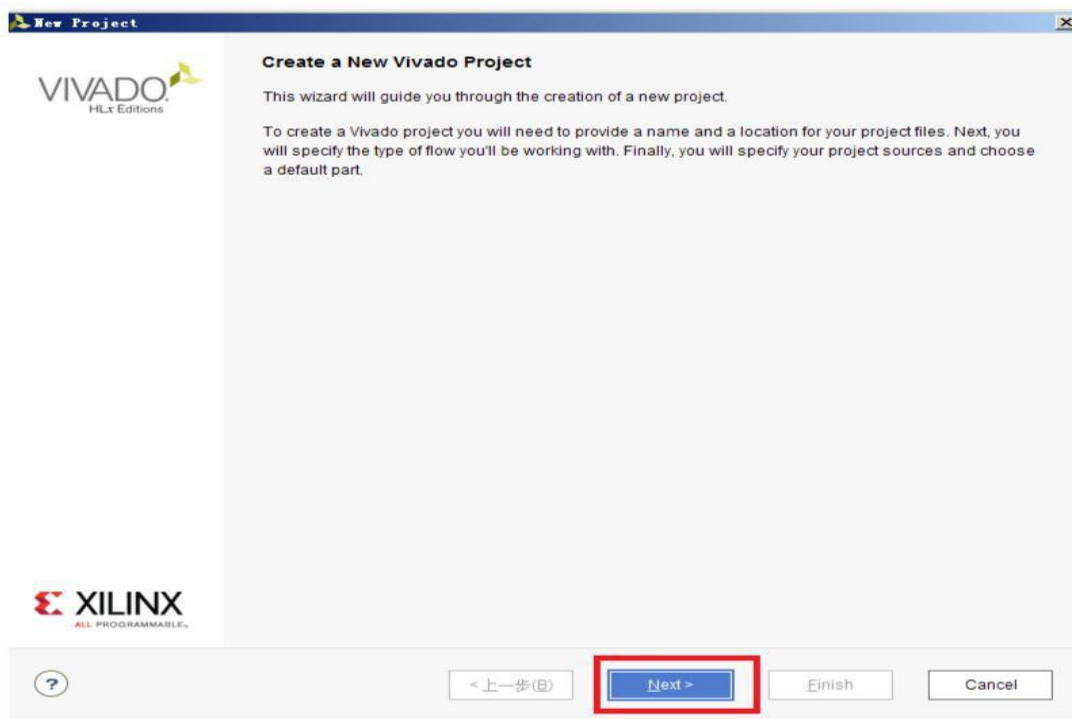 New Project
VIVADO.
HLx Editions
Create a New Vivado Project
This wizard will guide you through the creation of a new project.
To create a Vivado project you will need to provide a name and a location for your project files. Next, you
will specify the type of flow you'll be working with. Finally, you will specify your project sources and choose
a default part.
XILINX
ALL PROGRAMMABLE™
?
<上一步(B)
Next >
Finish
Cancel